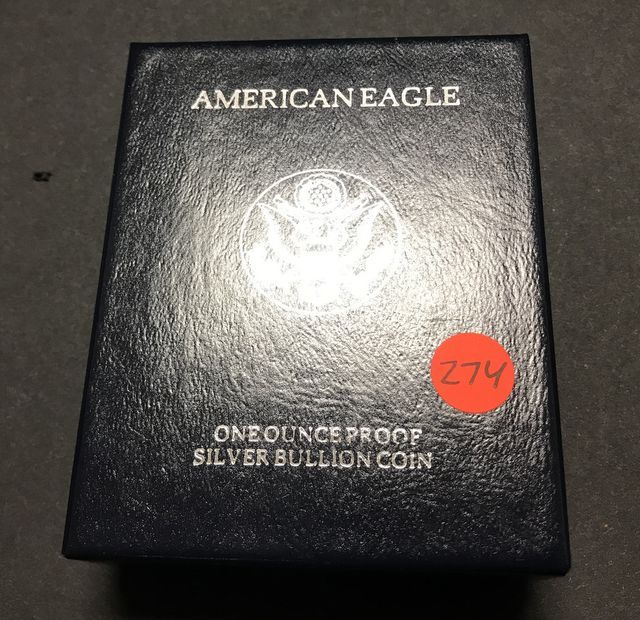 AMERICAN EAGLE
274
ONE OUNCE PROOF
SILVER BULLION COIN